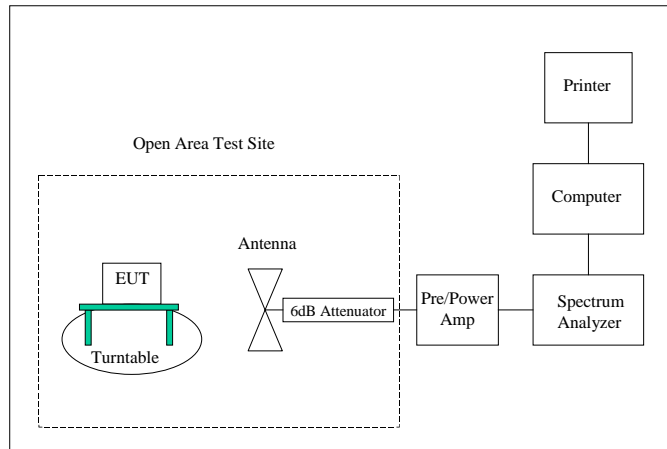 Printer
Open Area Test Site
Computer
Antenna
EUT
6dB Attenuator
Pre/Power
Amp
Spectrum
Analyzer
Turntable